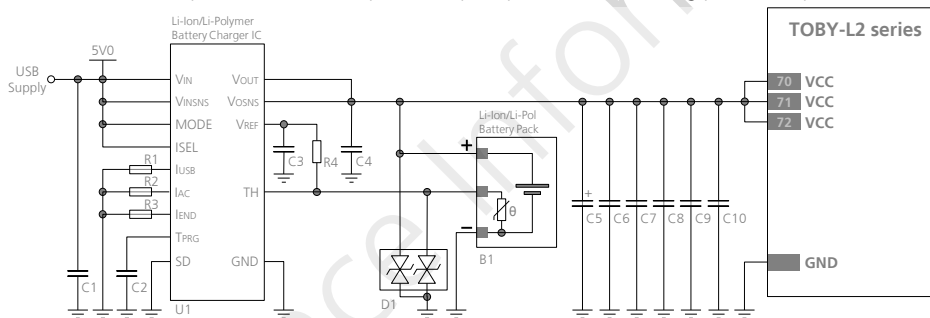 Li-Ion/Li-Polymer
Battery Charger IC
TOBY-L2 series
5V0
USB
Supply
VIN
VINSNS
MODE
ISEL
IUSB
IAC
IEND
TPRG
SD
VOUT
VOSNS
VREF
TH
GND
R1
R2
R3
C1
C2
U1
C3
R4
C4
Li-Ion/Li-Pol
Battery Pack
+
θ
–
B1
D1
+
C5
C6
C7
C8
C9
C10
70 VCC
71 VCC
72 VCC
GND